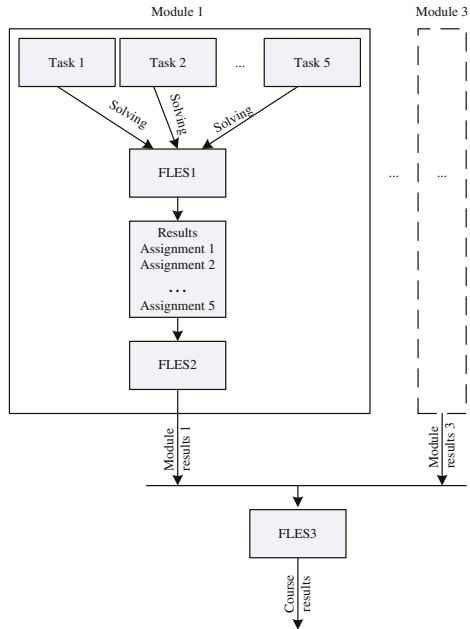 Module 1
Module 3
Task 1
Task 2
...
Task 5
Solving
Solving
Solving
FLES1
...
...
Results
Assignment 1
Assignment 2
...
Assignment 5
FLES2
Module
results 1
Module
results 3
FLES3
Course
results